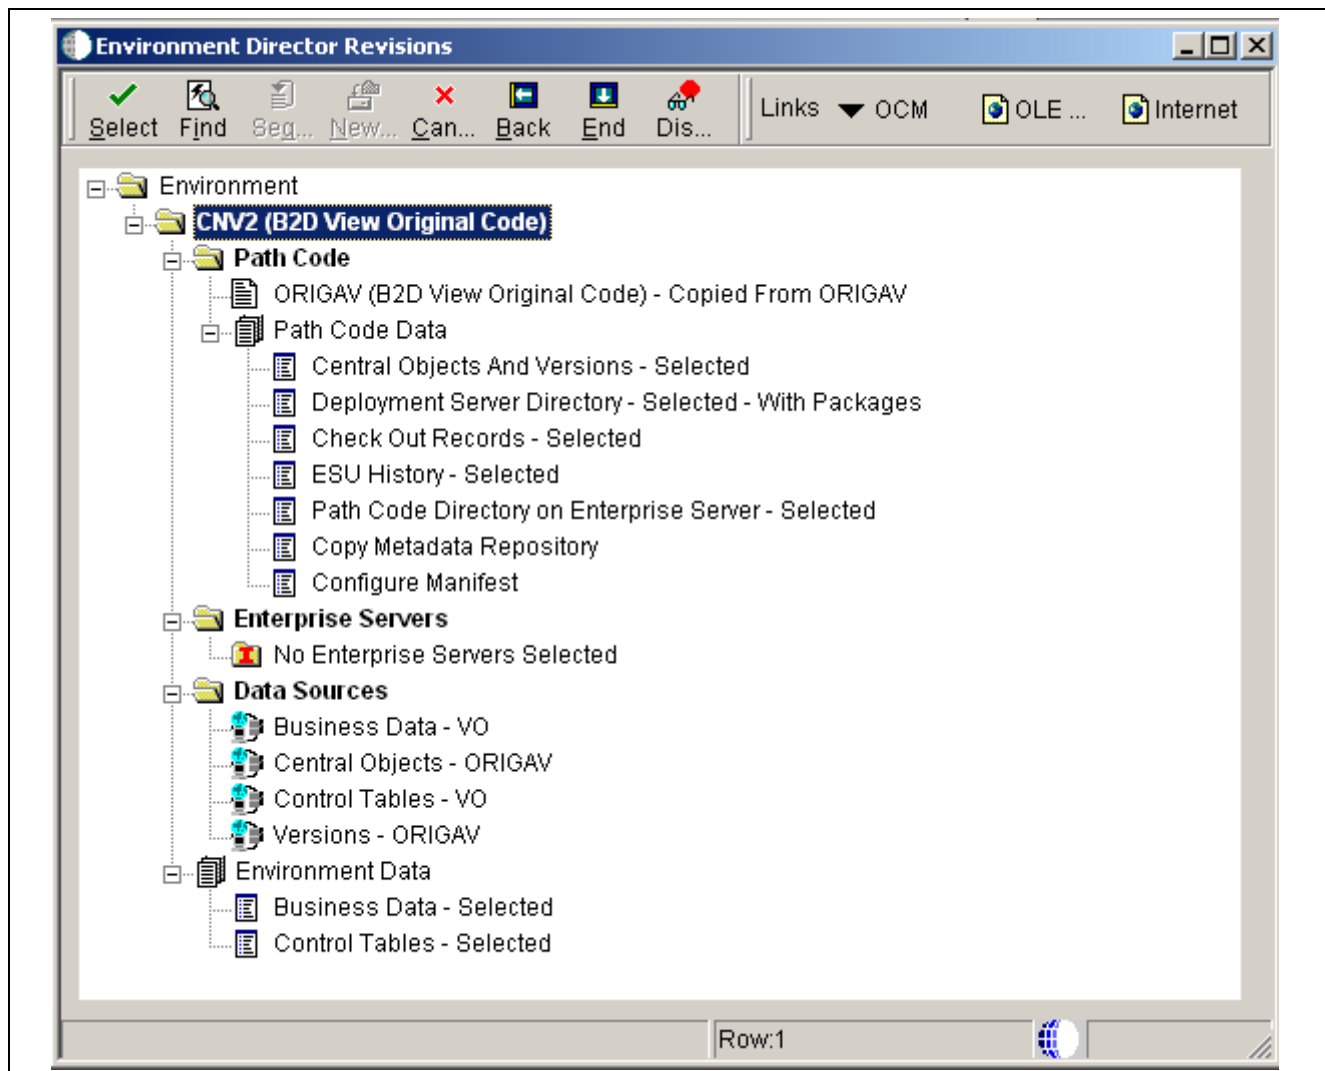 Environment Director Revisions
Select Find Seq... New... Can... Back End Dis... Links OCM OLE ... Internet
Environment
CNV2 (B2D View Original Code)
Path Code
ORIGAV (B2D View Original Code) - Copied From ORIGAV
Path Code Data
Central Objects And Versions - Selected
Deployment Server Directory - Selected - With Packages
Check Out Records - Selected
ESU History - Selected
Path Code Directory on Enterprise Server - Selected
Copy Metadata Repository
Configure Manifest
Enterprise Servers
No Enterprise Servers Selected
Data Sources
Business Data - VO
Central Objects - ORIGAV
Control Tables - VO
Versions - ORIGAV
Environment Data
Business Data - Selected
Control Tables - Selected
Row:1